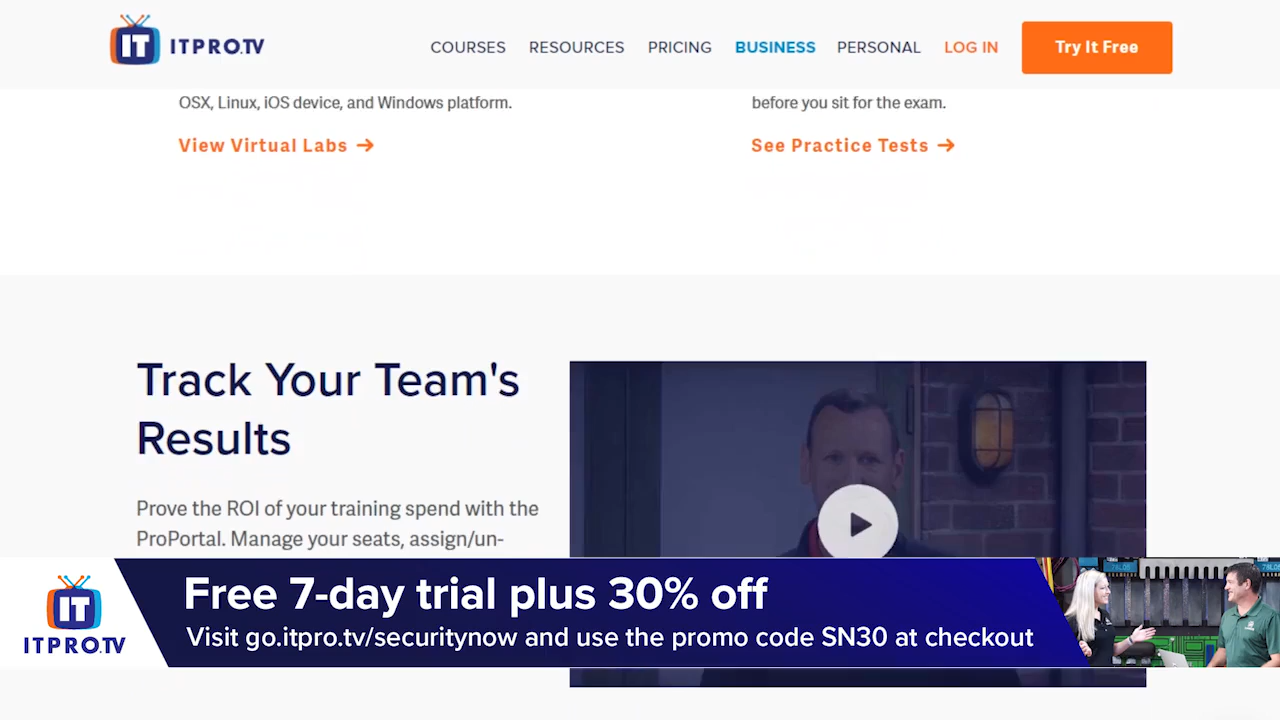 IT ITPRO.TV COURSES RESOURCES PRICING BUSINESS PERSONAL LOG IN Try It Free
OSX, Linux, iOS device, and Windows platform.
before you sit for the exam.
View Virtual Labs →
See Practice Tests →
Track Your Team's
Results
Prove the ROI of your training spend with the
ProPortal. Manage your seats, assign/un-
IT
ITPRO.TV
Free 7-day trial plus 30% off
Visit go.itpro.tv/securitynow and use the promo code SN30 at checkout